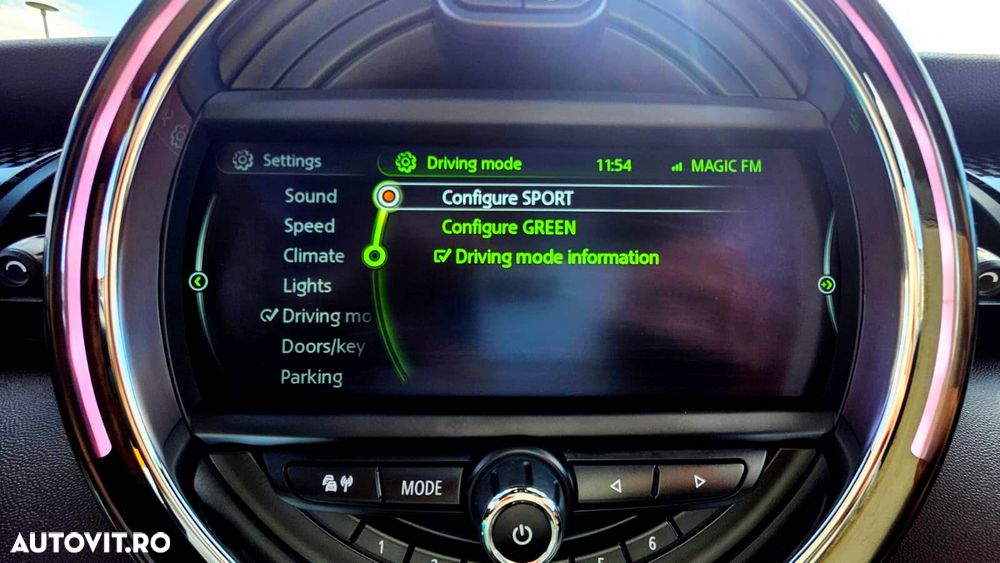 Settings
Driving mode
11:54
MAGIC FM
Sound
Configure SPORT
Speed
Configure GREEN
Climate
Driving mode information
Lights
Driving mo
Doors/key
Parking
MODE
1
6
AUTOVIT.RO